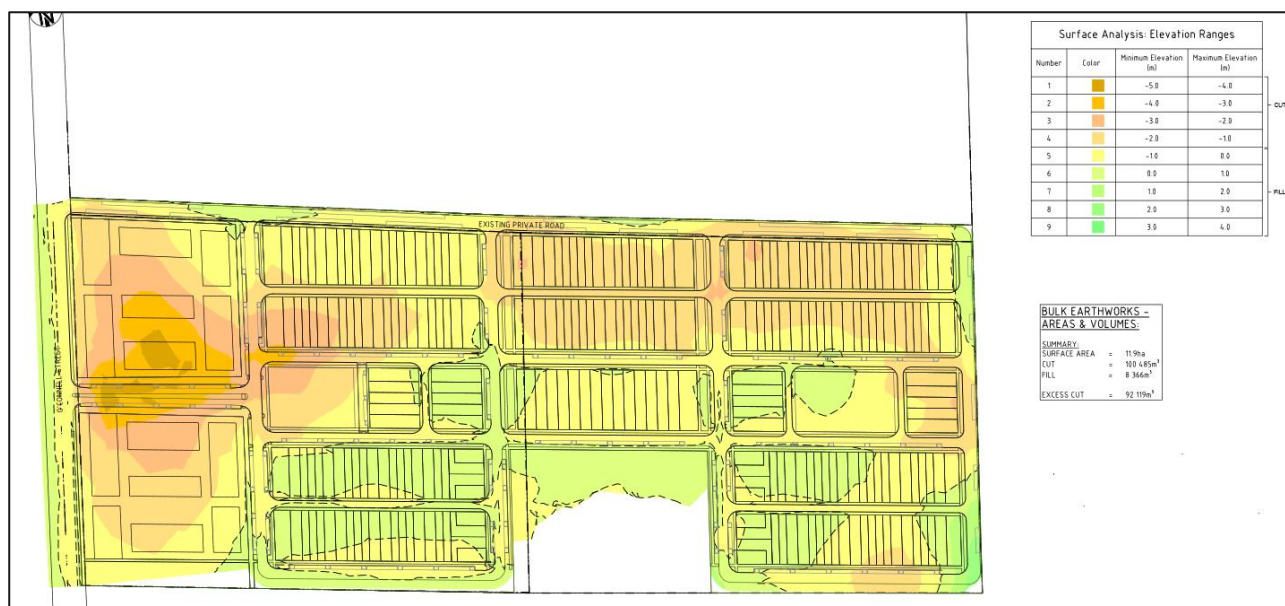 N
Surface Analysis: Elevation Ranges
Number Color Minimum Elevation (m) Maximum Elevation (m)
1 -5.0 -4.0
2 -4.0 -3.0
3 -3.0 -2.0
4 -2.0 -1.0
5 -1.0 0.0
6 0.0 1.0
7 1.0 2.0
8 2.0 3.0
9 3.0 4.0
CUT
FILL
EXISTING PRIVATE ROAD
O'CONNELL STREET
BULK EARTHWORKS -
AREAS & VOLUMES:
SUMMARY:
SURFACE AREA = 11.9ha
CUT = 100 485m³
FILL = 8 366m³
EXCESS CUT = 92 119m³